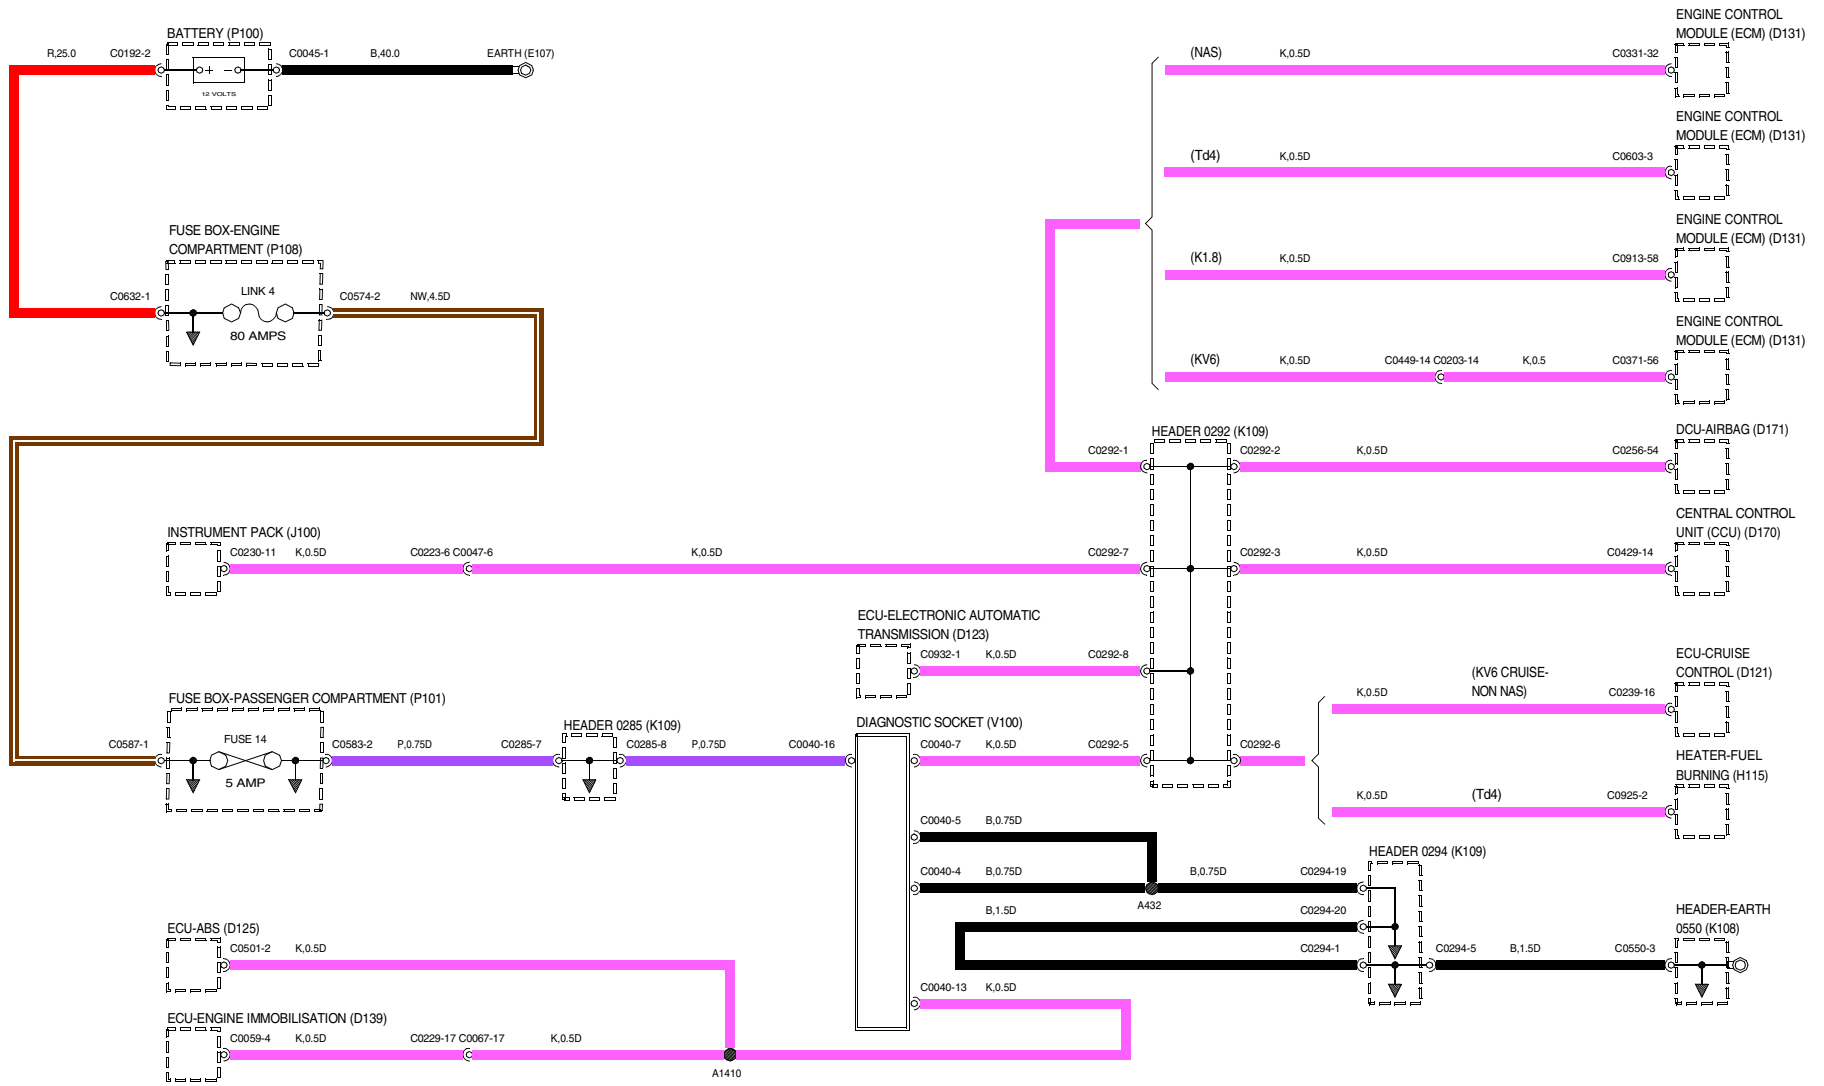 BATTERY (P100)
R,25.0
C0192-2
C0045-1
B,40.0
EARTH (E107)
12 VOLTS
FUSE BOX-ENGINE
COMPARTMENT (P108)
C0632-1
LINK 4
80 AMPS
C0574-2
NW,4.5D
INSTRUMENT PACK (J100)
C0230-11
K,0.5D
C0223-6 C0047-6
K,0.5D
C0292-7
ECU-ELECTRONIC AUTOMATIC
TRANSMISSION (D123)
C0932-1
K,0.5D
C0292-8
FUSE BOX-PASSENGER COMPARTMENT (P101)
C0587-1
FUSE 14
5 AMP
C0583-2
P,0.75D
C0285-7
HEADER 0285 (K109)
C0285-8
P,0.75D
C0040-16
DIAGNOSTIC SOCKET (V100)
C0040-7
K,0.5D
C0292-5
C0040-5
B,0.75D
C0040-4
B,0.75D
A432
B,0.75D
C0294-19
B,1.5D
C0294-20
C0294-1
C0040-13
K,0.5D
ECU-ABS (D125)
C0501-2
K,0.5D
ECU-ENGINE IMMOBILISATION (D139)
C0059-4
K,0.5D
C0229-17 C0067-17
K,0.5D
A1410
ENGINE CONTROL
MODULE (ECM) (D131)
(NAS)
K,0.5D
C0331-32
ENGINE CONTROL
MODULE (ECM) (D131)
(Td4)
K,0.5D
C0603-3
ENGINE CONTROL
MODULE (ECM) (D131)
(K1.8)
K,0.5D
C0913-58
ENGINE CONTROL
MODULE (ECM) (D131)
(KV6)
K,0.5D
C0449-14 C0203-14
K,0.5
C0371-56
HEADER 0292 (K109)
C0292-1
C0292-2
K,0.5D
C0256-54
DCU-AIRBAG (D171)
CENTRAL CONTROL
UNIT (CCU) (D170)
C0292-3
K,0.5D
C0429-14
ECU-CRUISE
CONTROL (D121)
(KV6 CRUISE-
NON NAS)
K,0.5D
C0239-16
C0292-6
HEATER-FUEL
BURNING (H115)
K,0.5D
(Td4)
C0925-2
HEADER 0294 (K109)
C0294-5
B,1.5D
C0550-3
HEADER-EARTH
0550 (K108)